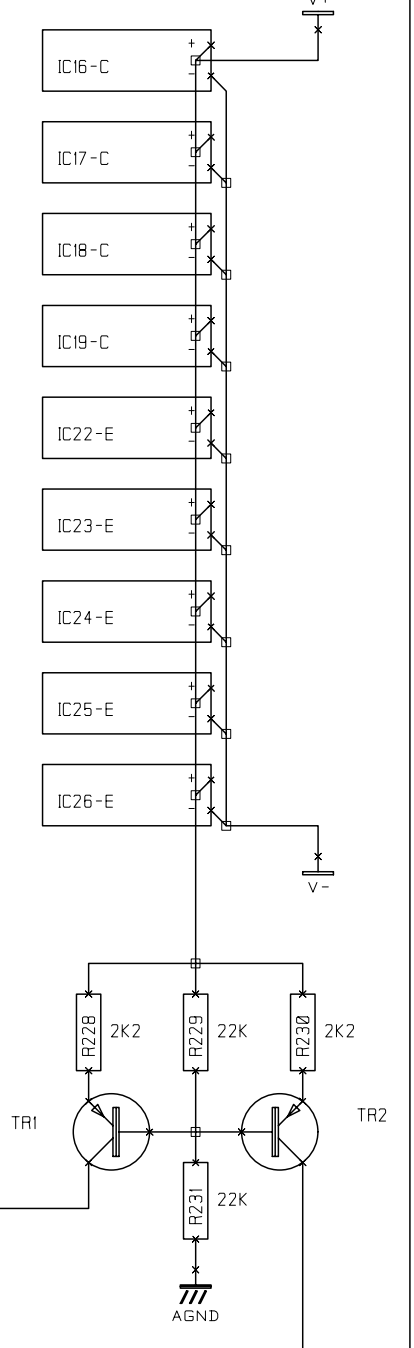 V+
+
IC16-C
-
+
IC17-C
-
+
IC18-C
-
+
IC19-C
-
+
IC22-E
-
+
IC23-E
-
+
IC24-E
-
+
IC25-E
-
+
IC26-E
-
V-
R228 2K2 R229 22K R230 2K2
TR1 TR2
R231 22K
AGND